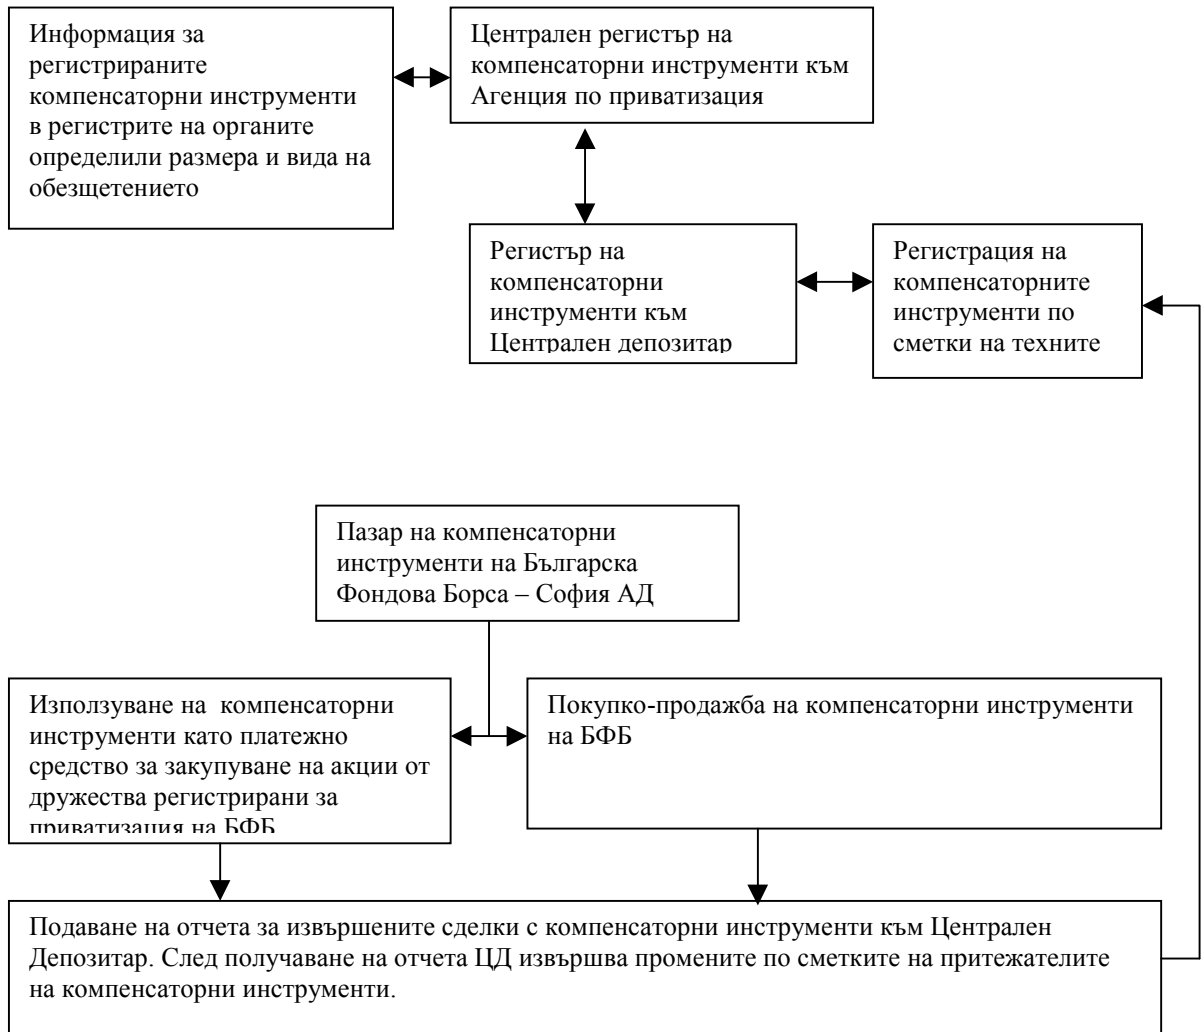 Информация за
регистрираните
компенсаторни инструменти
в регистрите на органите
определили размера и вида на
обезщетението
Централен регистър на
компенсаторни инструменти към
Агенция по приватизация
Регистър на
компенсаторни
инструменти към
Централен депозитар
Регистрация на
компенсаторните
инструменти по
сметки на техните
Пазар на компенсаторни
инструменти на Българска
Фондова Борса – София АД
Използуване на компенсаторни
инструменти като платежно
средство за закупуване на акции от
дружества регистрирани за
приватизация на БФБ
Покупко-продажба на компенсаторни инструменти
на БФБ
Подаване на отчета за извършените сделки с компенсаторни инструменти към Централен
Депозитар. След получаване на отчета ЦД извършва промените по сметките на притежателите
на компенсаторни инструменти.